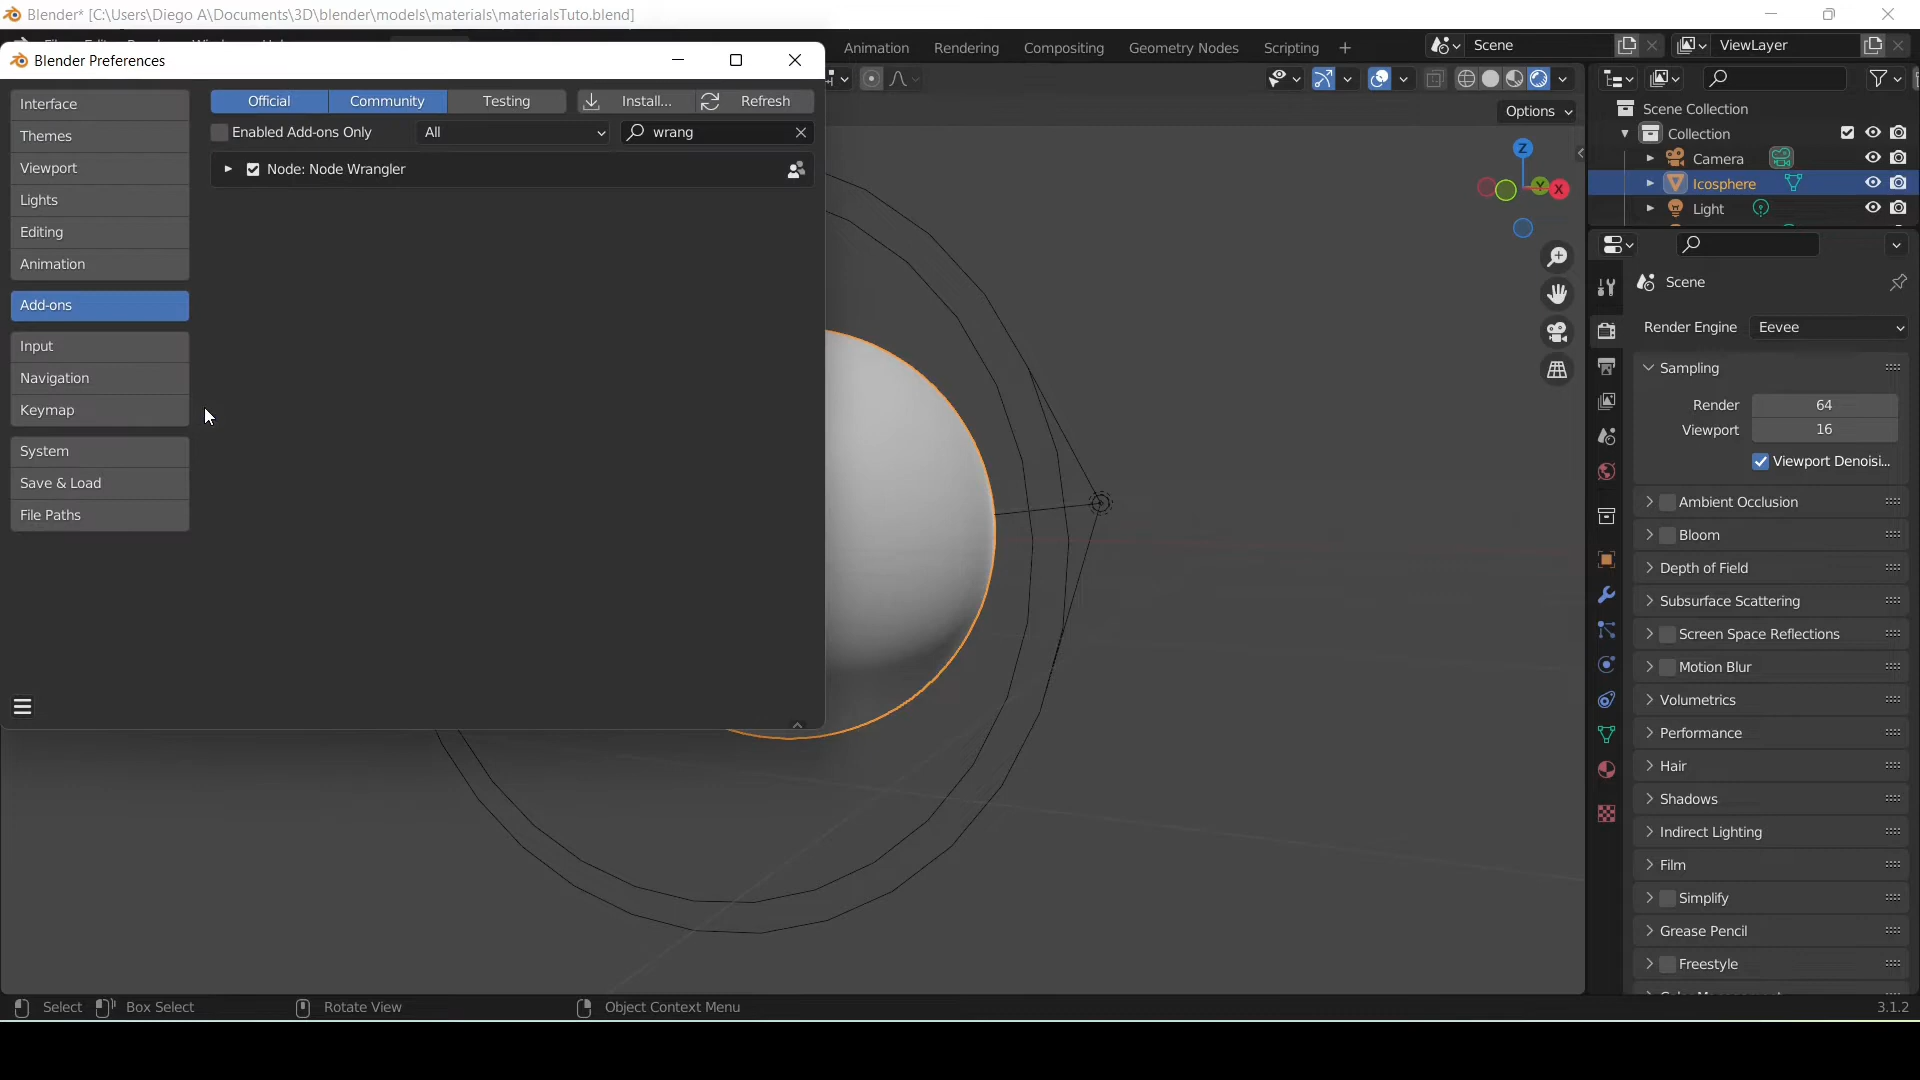 Blender* [C:\Users\Diego A\Documents\3D\blender\models\materials\materialsTuto.blend]
Animation Rendering Compositing Geometry Nodes Scripting
Scene
ViewLayer
Blender Preferences
Interface
Themes
Viewport
Lights
Editing
Animation
Add-ons
Input
Navigation
Keymap
System
Save & Load
File Paths
Official Community Testing Install... Refresh
Enabled Add-ons Only All wrang
Node: Node Wrangler
Options
Z
Y
X
Scene Collection
Collection
Camera
Icosphere
Light
Scene
Render Engine Eevee
Sampling
Render 64
Viewport 16
Viewport Denoisi...
Ambient Occlusion
Bloom
Depth of Field
Subsurface Scattering
Screen Space Reflections
Motion Blur
Volumetrics
Performance
Hair
Shadows
Indirect Lighting
Film
Simplify
Grease Pencil
Freestyle
Select Box Select Rotate View Object Context Menu 3.1.2